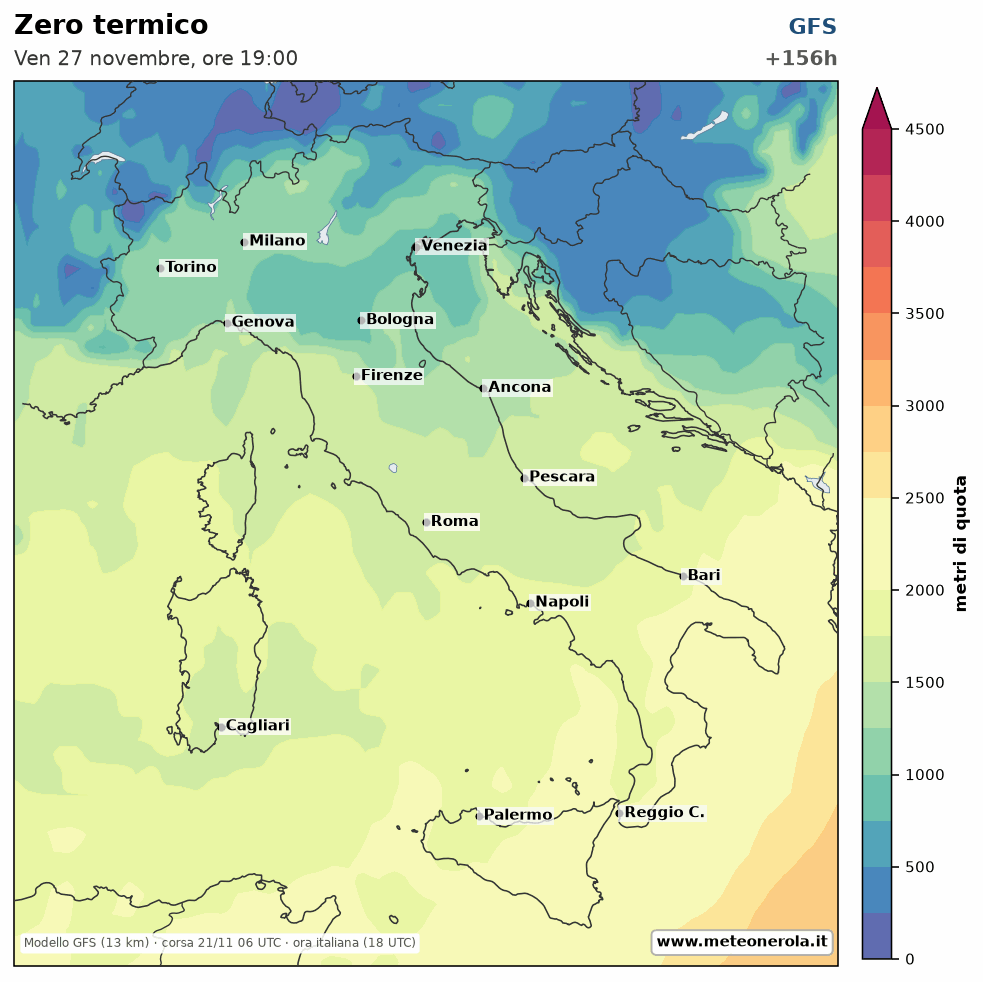 Zero termico
GFS
Ven 27 novembre, ore 19:00
+156h
Milano
Venezia
Torino
Genova
Bologna
Firenze
Ancona
Pescara
Roma
Bari
Napoli
Cagliari
Palermo
Reggio C.
4500
4000
3500
3000
2500
2000
1500
1000
500
0
metri di quota
Modello GFS (13 km) · corsa 21/11 06 UTC · ora italiana (18 UTC)
www.meteonerola.it